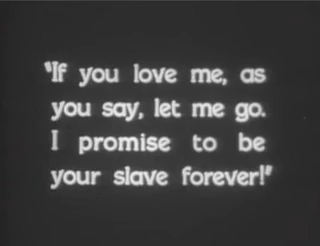 "If you love me, as
you say, let me go.
I promise to be
your slave forever!"